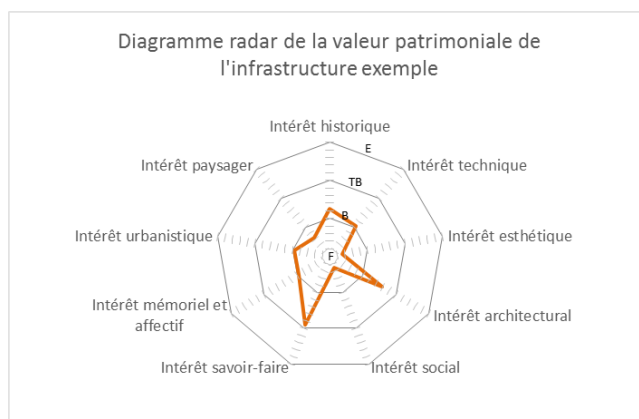 Diagramme radar de la valeur patrimoniale de
l'infrastructure exemple
Intérêt historique
E
Intérêt paysager
Intérêt technique
TB
B
Intérêt urbanistique
Intérêt esthétique
F
Intérêt mémoriel et
affectif
Intérêt architectural
Intérêt savoir-faire
Intérêt social